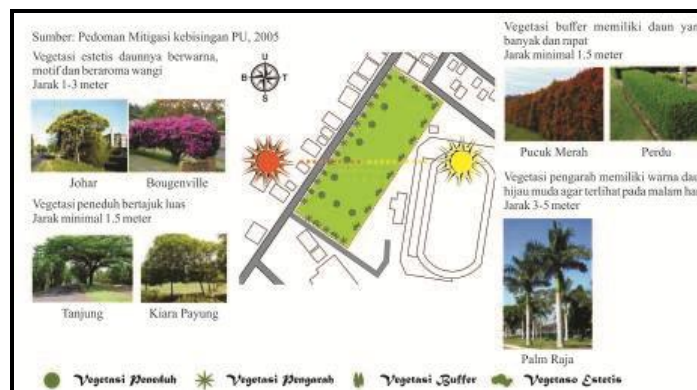 Sumber: Pedoman Mitigasi kebisingan PU, 2005
Vegetasi estetis daunnya berwarna,
motif dan beraroma wangi
Jarak 1-3 meter
Johar
Bougenville
Vegetasi peneduh bertajuk luas
Jarak minimal 1.5 meter
Tanjung
Kiara Payung
U
B
T
S
Vegetasi buffer memiliki daun yan
banyak dan rapat
Jarak minimal 1.5 meter
Pucuk Merah
Perdu
Vegetasi pengarah memiliki warna dau
hijau muda agar terlihat pada malam har
Jarak 3-5 meter
Palm Raja
Vegetasi Peneduh
Vegetasi Pengarah
Vegetasi Buffer
Vegetaso Estetis